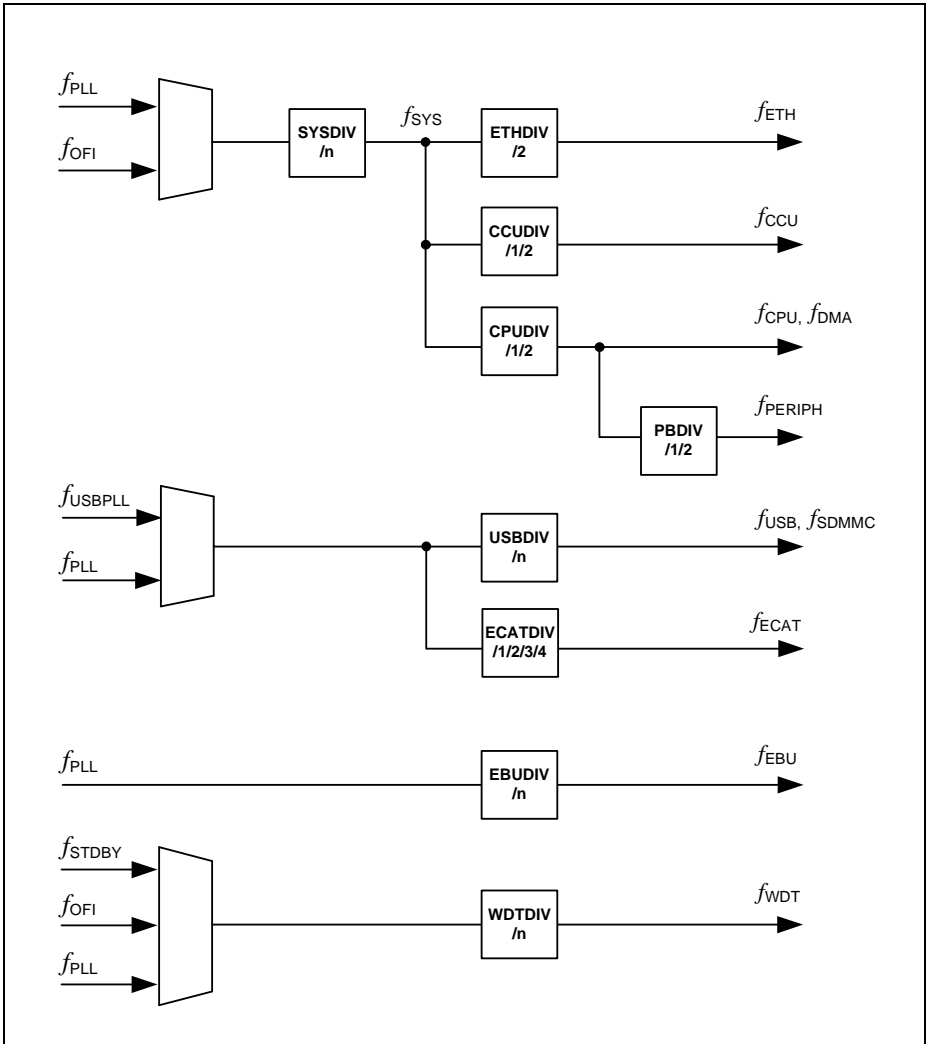 fPLL
fOFI
SYSDIV
/n
fSYS
ETHDIV
/2
fETH
CCUDIV
/1/2
fCCU
CPUDIV
/1/2
fCPU, fDMA
PBDIV
/1/2
fPERIPH
fUSBPLL
fPLL
USBDIV
/n
fUSB, fSDMMC
ECATDIV
/1/2/3/4
fECAT
fPLL
EBUDIV
/n
fEBU
fSTDBY
fOFI
fPLL
WDTDIV
/n
fWDT